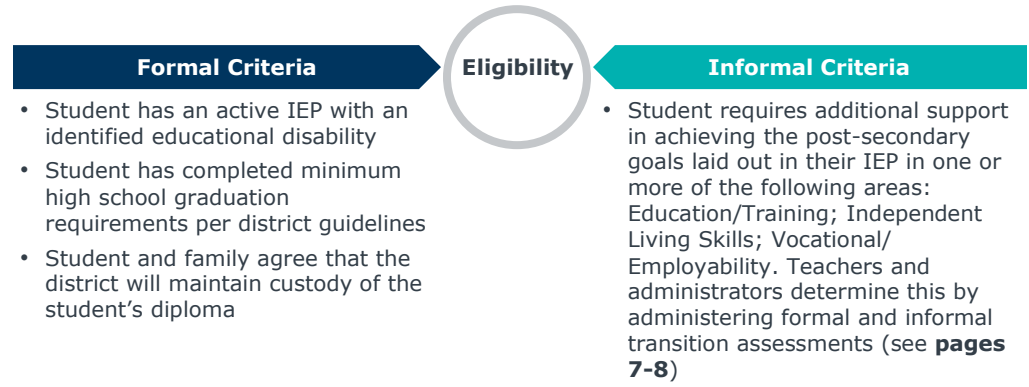 Formal Criteria
• Student has an active IEP with an
identified educational disability
• Student has completed minimum
high school graduation
requirements per district guidelines
• Student and family agree that the
district will maintain custody of the
student’s diploma
Eligibility
Informal Criteria
• Student requires additional support
in achieving the post-secondary
goals laid out in their IEP in one or
more of the following areas:
Education/Training; Independent
Living Skills; Vocational/
Employability. Teachers and
administrators determine this by
administering formal and informal
transition assessments (see pages
7-8)